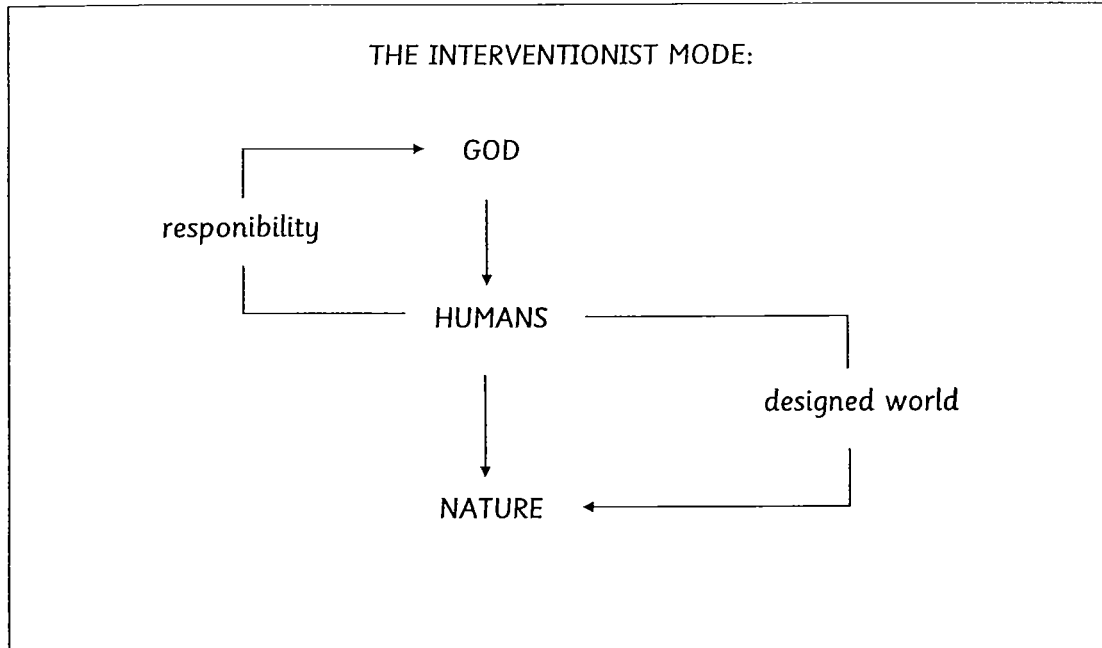 THE INTERVENTIONIST MODE:
GOD
responibility
HUMANS
designed world
NATURE